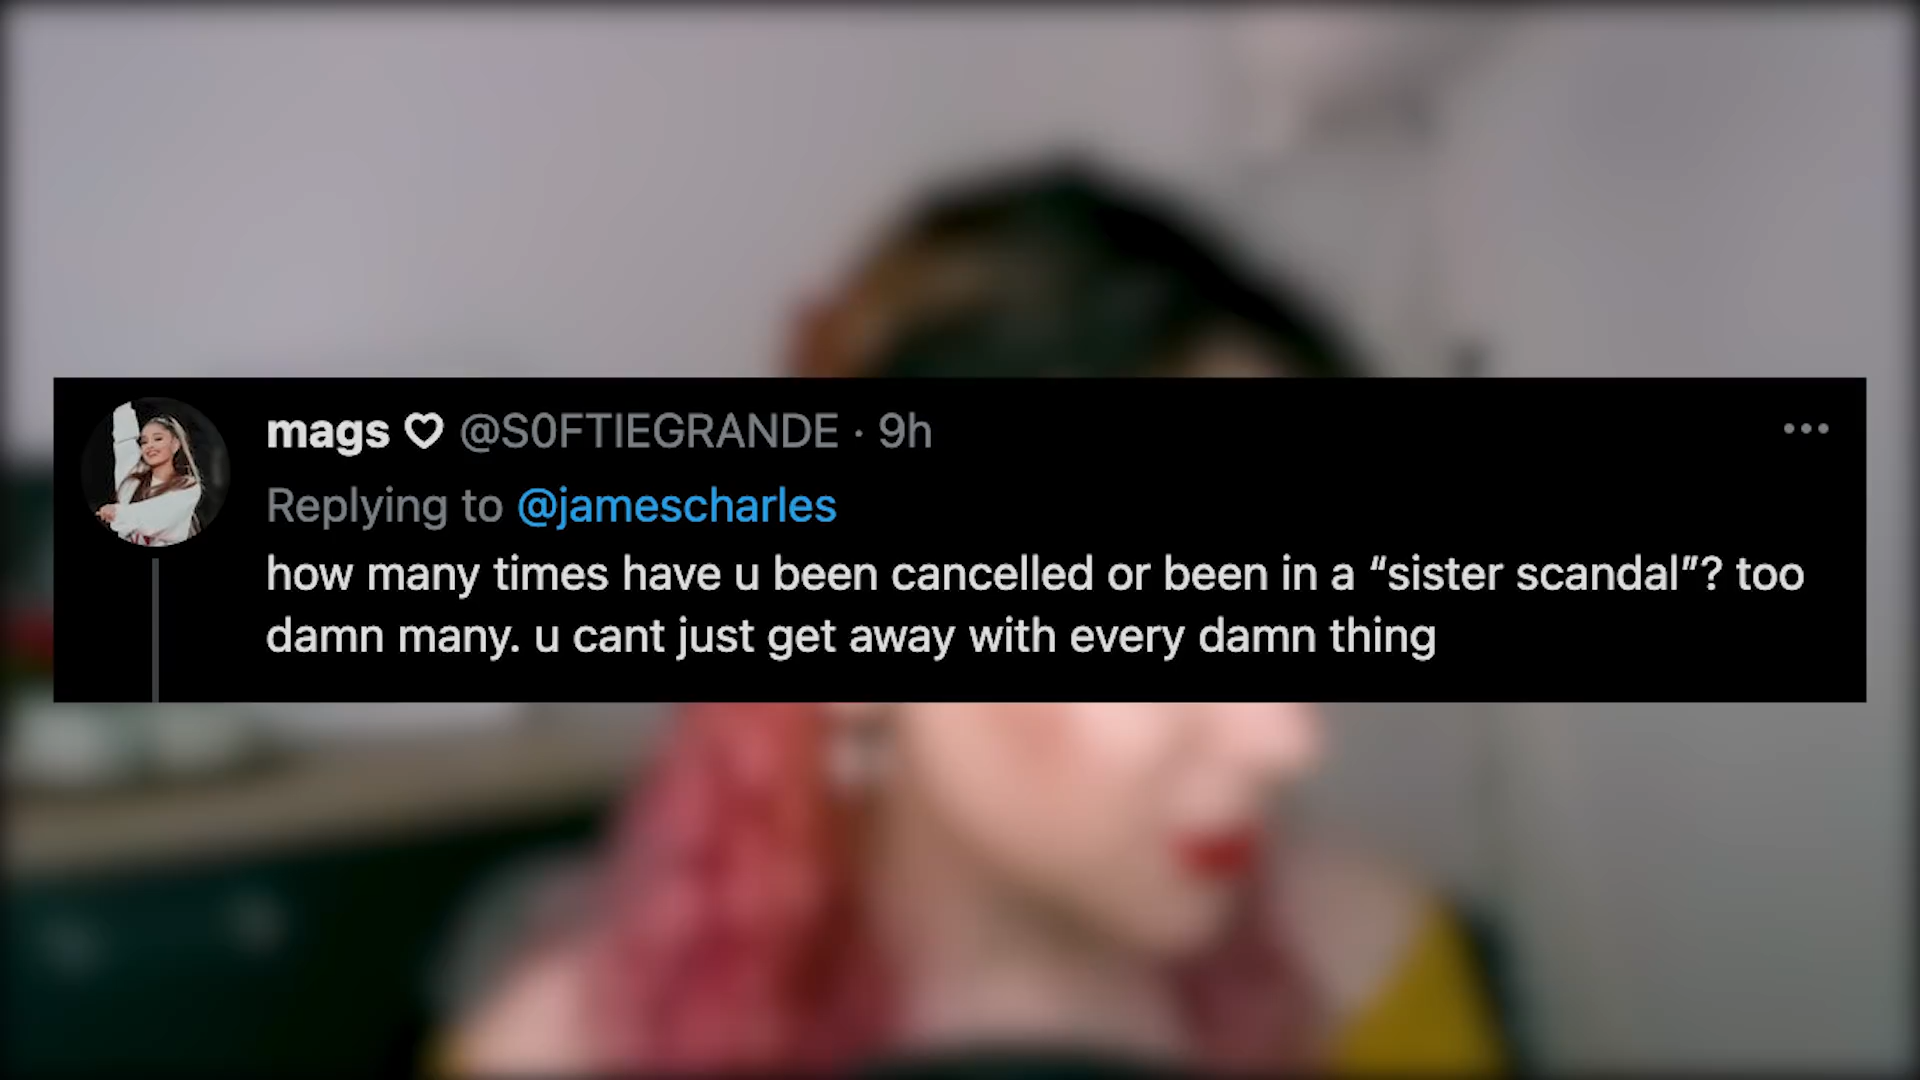 mags ♡ @S0FTIEGRANDE · 9h
Replying to @jamescharles
how many times have u been cancelled or been in a “sister scandal”? too
damn many. u cant just get away with every damn thing